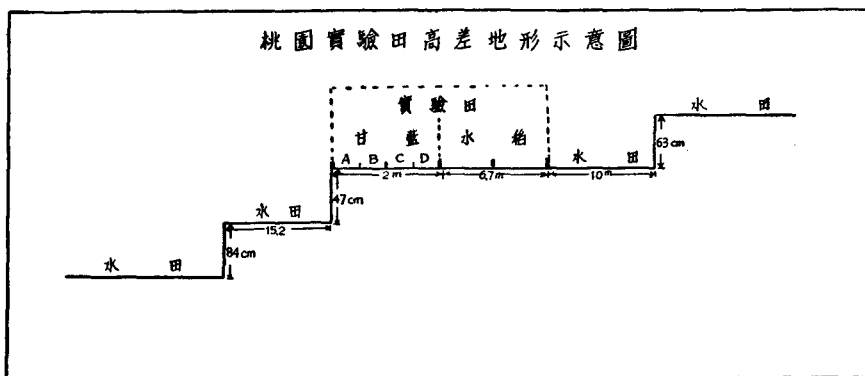 桃園實驗田高差地形示意圖
水田
實驗田
甘藍 水稻
63cm
A B C D
水田
2m 6.7m 10m
47cm
水田
15.2
84cm
水田